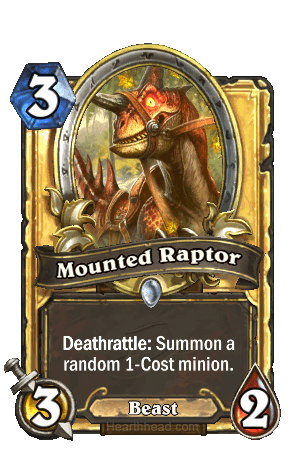 3
Mounted Raptor
Deathrattle: Summon a
random 1-Cost minion.
3
Beast
2
Hearthhead.com